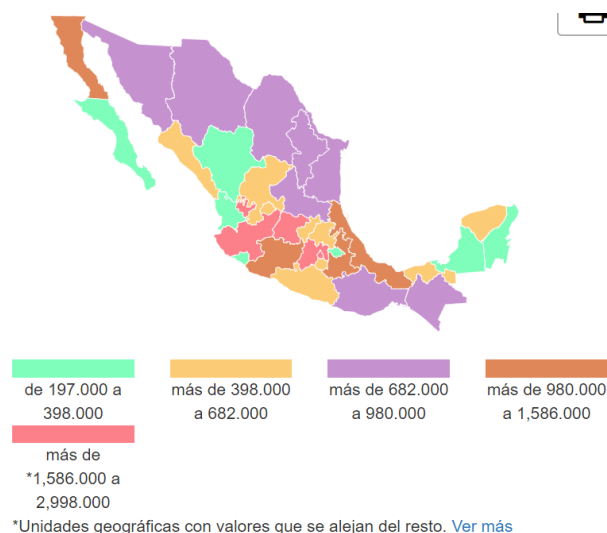 de 197.000 a
398.000
más de 398.000
a 682.000
más de 682.000
a 980.000
más de 980.000
a 1,586.000
más de
*1,586.000 a
2,998.000
*Unidades geográficas con valores que se alejan del resto. Ver más